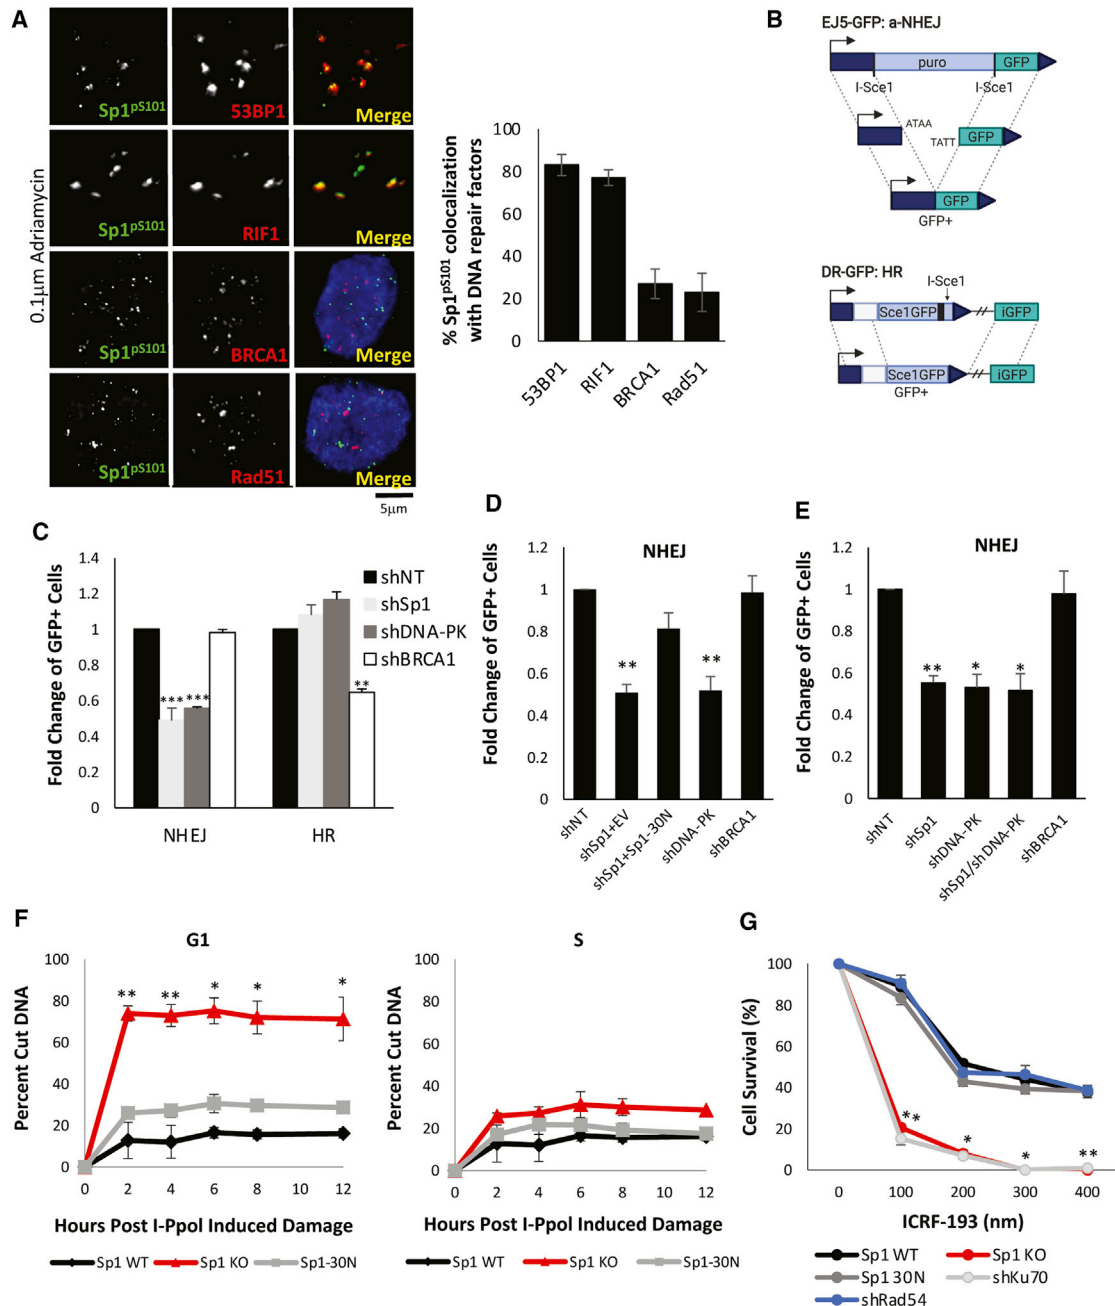 A
0.1µm Adriamycin
Sp1pS101
53BP1
Merge
Sp1pS101
RIF1
Merge
Sp1pS101
BRCA1
Merge
Sp1pS101
Rad51
Merge
5µm
% Sp1pS101 colocalization
with DNA repair factors
100
80
60
40
20
0
53BP1
RIF1
BRCA1
Rad51
B
EJ5-GFP: a-NHEJ
puro
GFP
I-Sce1
I-Sce1
ATAA
TATT
GFP
GFP
GFP+
DR-GFP: HR
I-Sce1
Sce1GFP
iGFP
Sce1GFP
iGFP
GFP+
C
Fold Change of GFP+ Cells
1.4
1.2
1
0.8
0.6
0.4
0.2
0
*** ***
**
NHEJ
HR
shNT
shSp1
shDNA-PK
shBRCA1
D
NHEJ
Fold Change of GFP+ Cells
1.2
1
0.8
0.6
0.4
0.2
0
**
**
shNT
shSp1+EV
shSp1+Sp1-30N
shDNA-PK
shBRCA1
E
NHEJ
Fold Change of GFP+ Cells
1.2
1
0.8
0.6
0.4
0.2
0
**
*
*
shNT
shSp1
shDNA-PK
shSp1/shDNA-PK
shBRCA1
F
G1
Percent Cut DNA
100
80
60
40
20
0
** ** * * *
0 2 4 6 8 12
Hours Post I-PpoI Induced Damage
Sp1 WT Sp1 KO Sp1-30N
S
Percent Cut DNA
100
80
60
40
20
0
0 2 4 6 8 12
Hours Post I-PpoI Induced Damage
Sp1 WT Sp1 KO Sp1-30N
G
Cell Survival (%)
100
80
60
40
20
0
** * * **
0 100 200 300 400
ICRF-193 (nm)
Sp1 WT Sp1 KO
Sp1 30N shKu70
shRad54